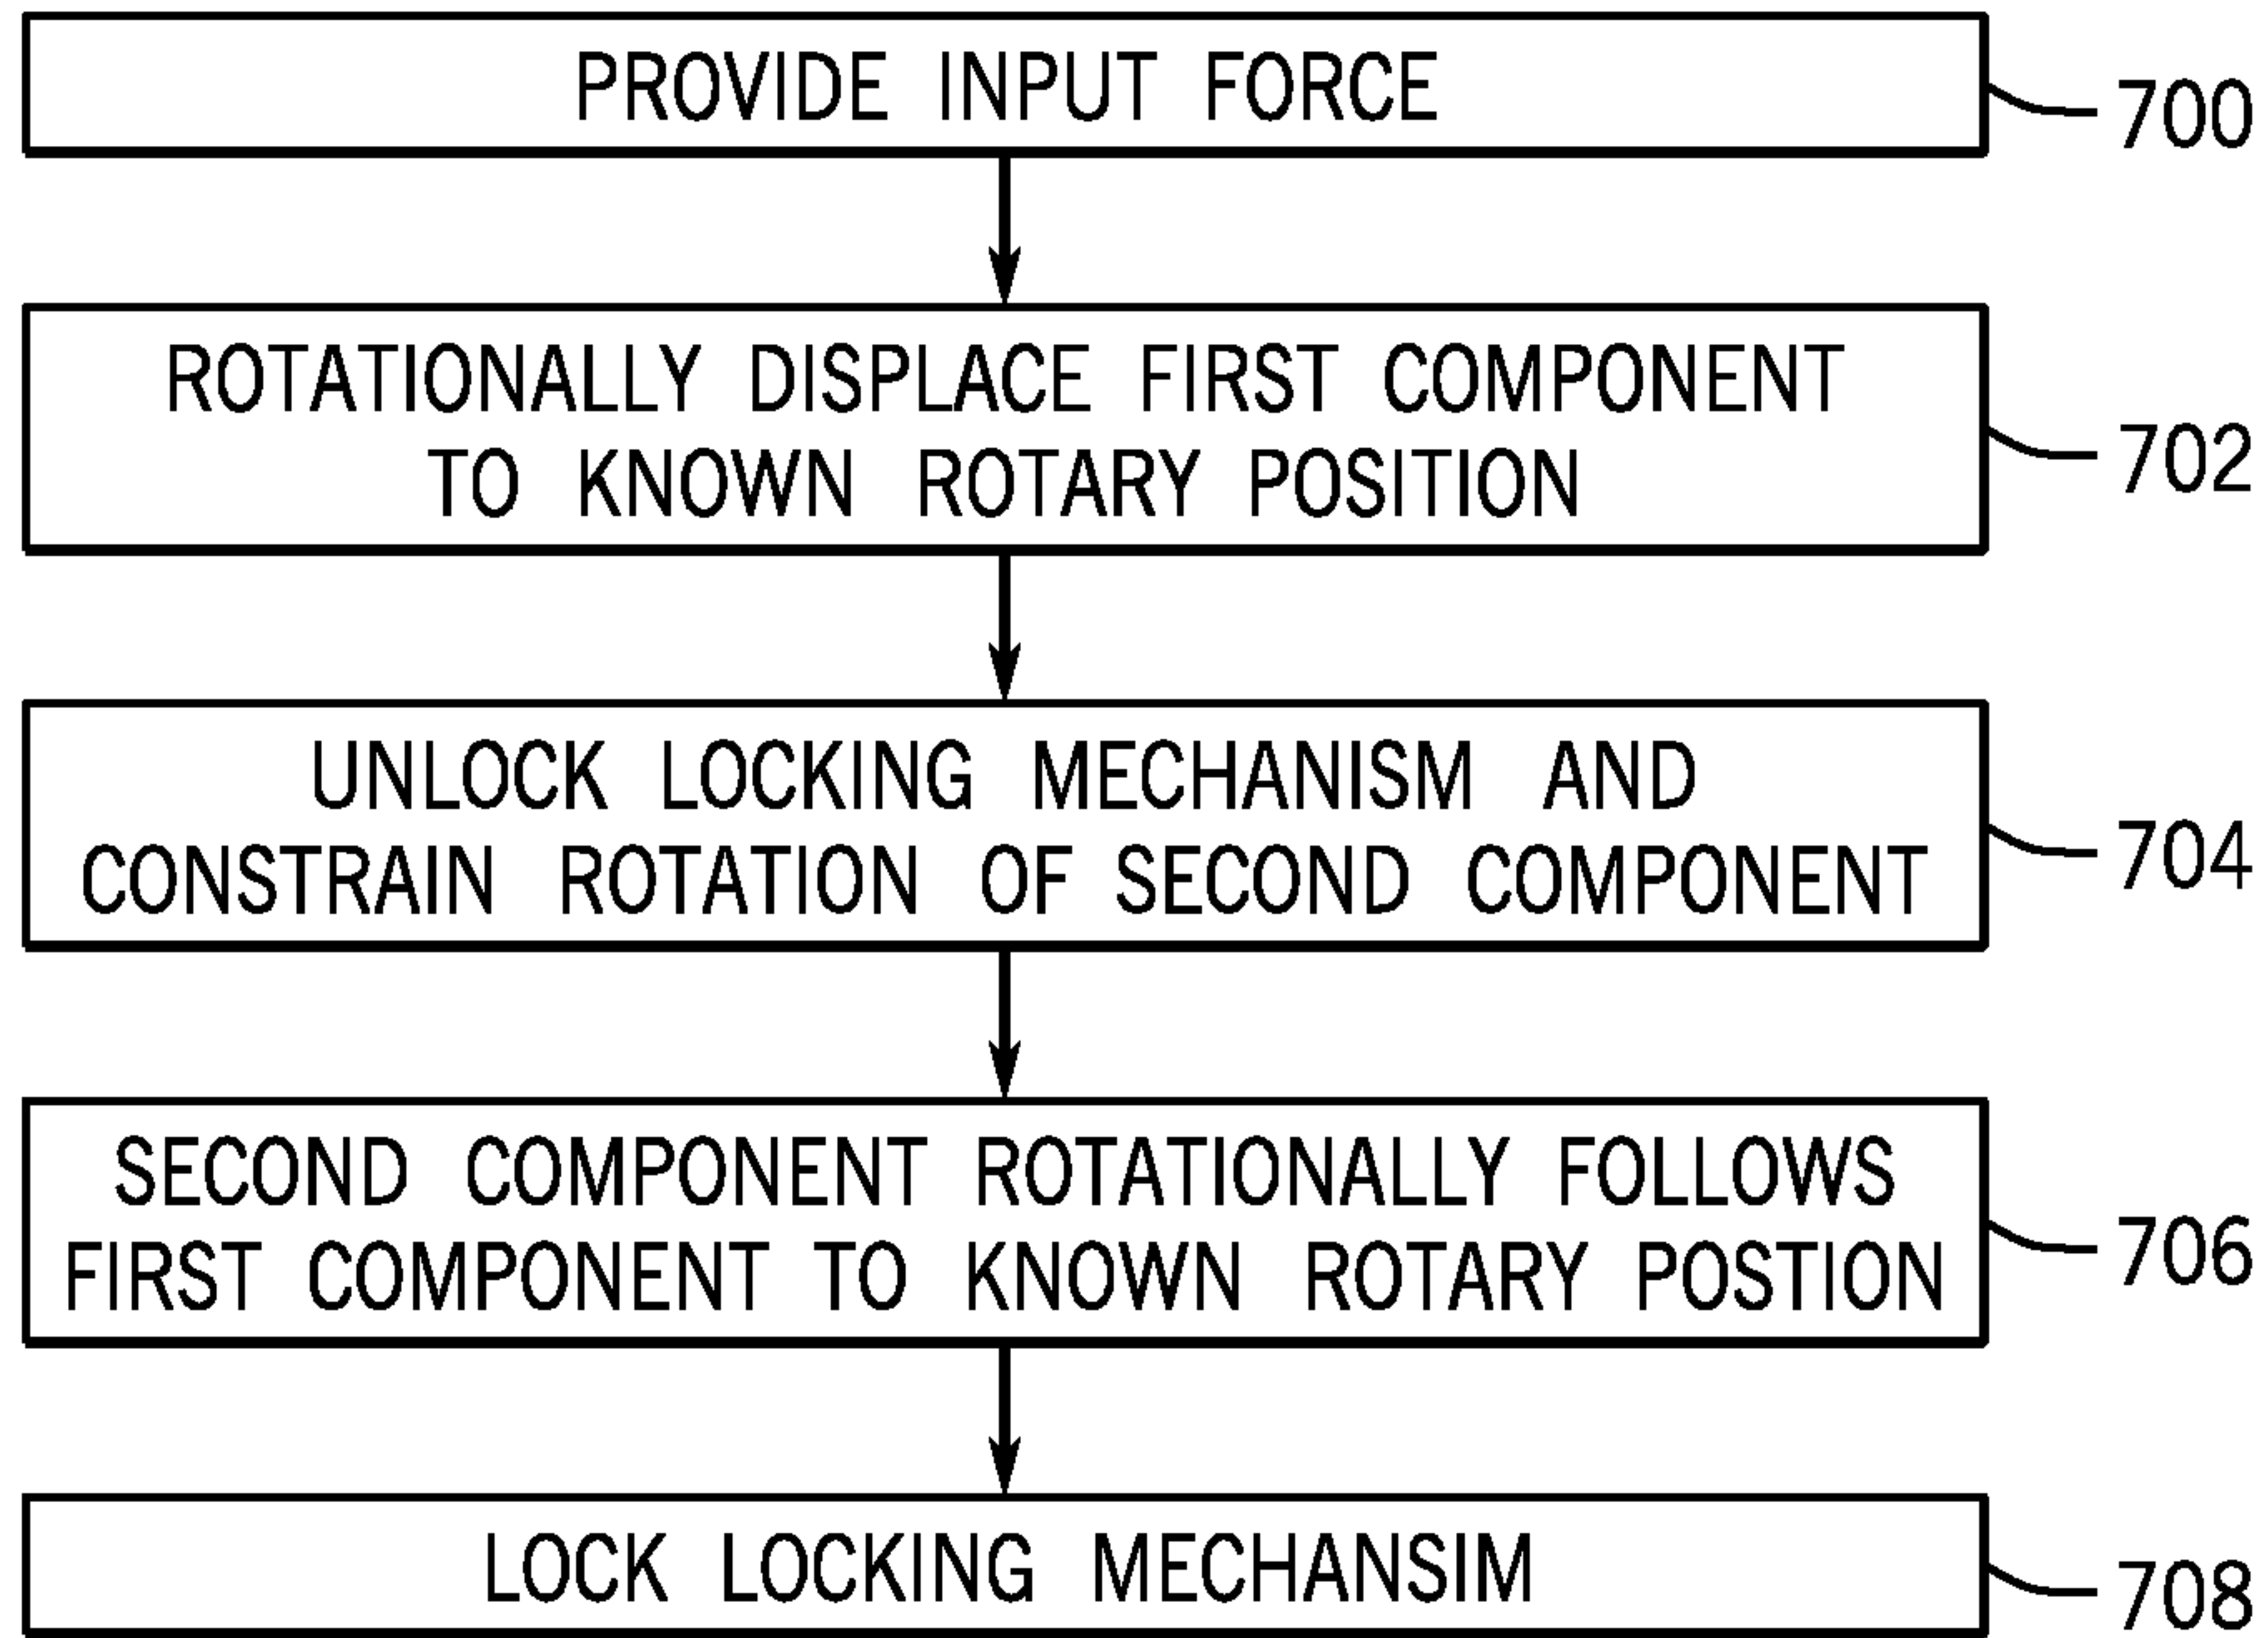 PROVIDE INPUT FORCE
700
ROTATIONALLY DISPLACE FIRST COMPONENT
TO KNOWN ROTARY POSITION
702
UNLOCK LOCKING MECHANISM AND
CONSTRAIN ROTATION OF SECOND COMPONENT
704
SECOND COMPONENT ROTATIONALLY FOLLOWS
FIRST COMPONENT TO KNOWN ROTARY POSTION
706
LOCK LOCKING MECHANSIM
708